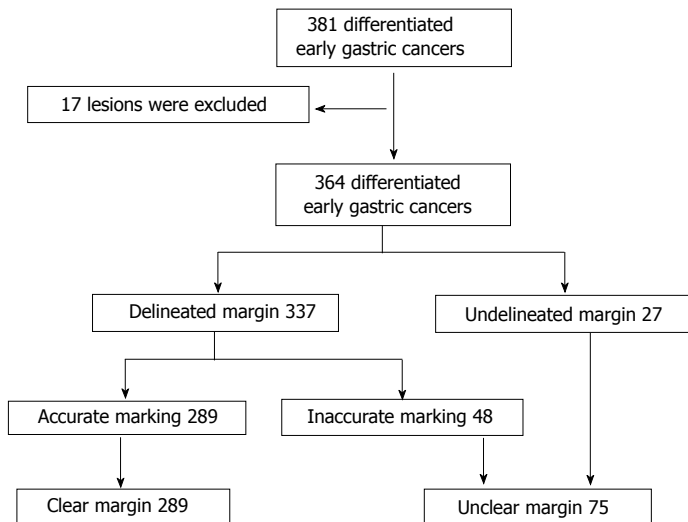 381 differentiated
early gastric cancers
17 lesions were excluded
364 differentiated
early gastric cancers
Delineated margin 337
Undelineated margin 27
Accurate marking 289
Inaccurate marking 48
Clear margin 289
Unclear margin 75